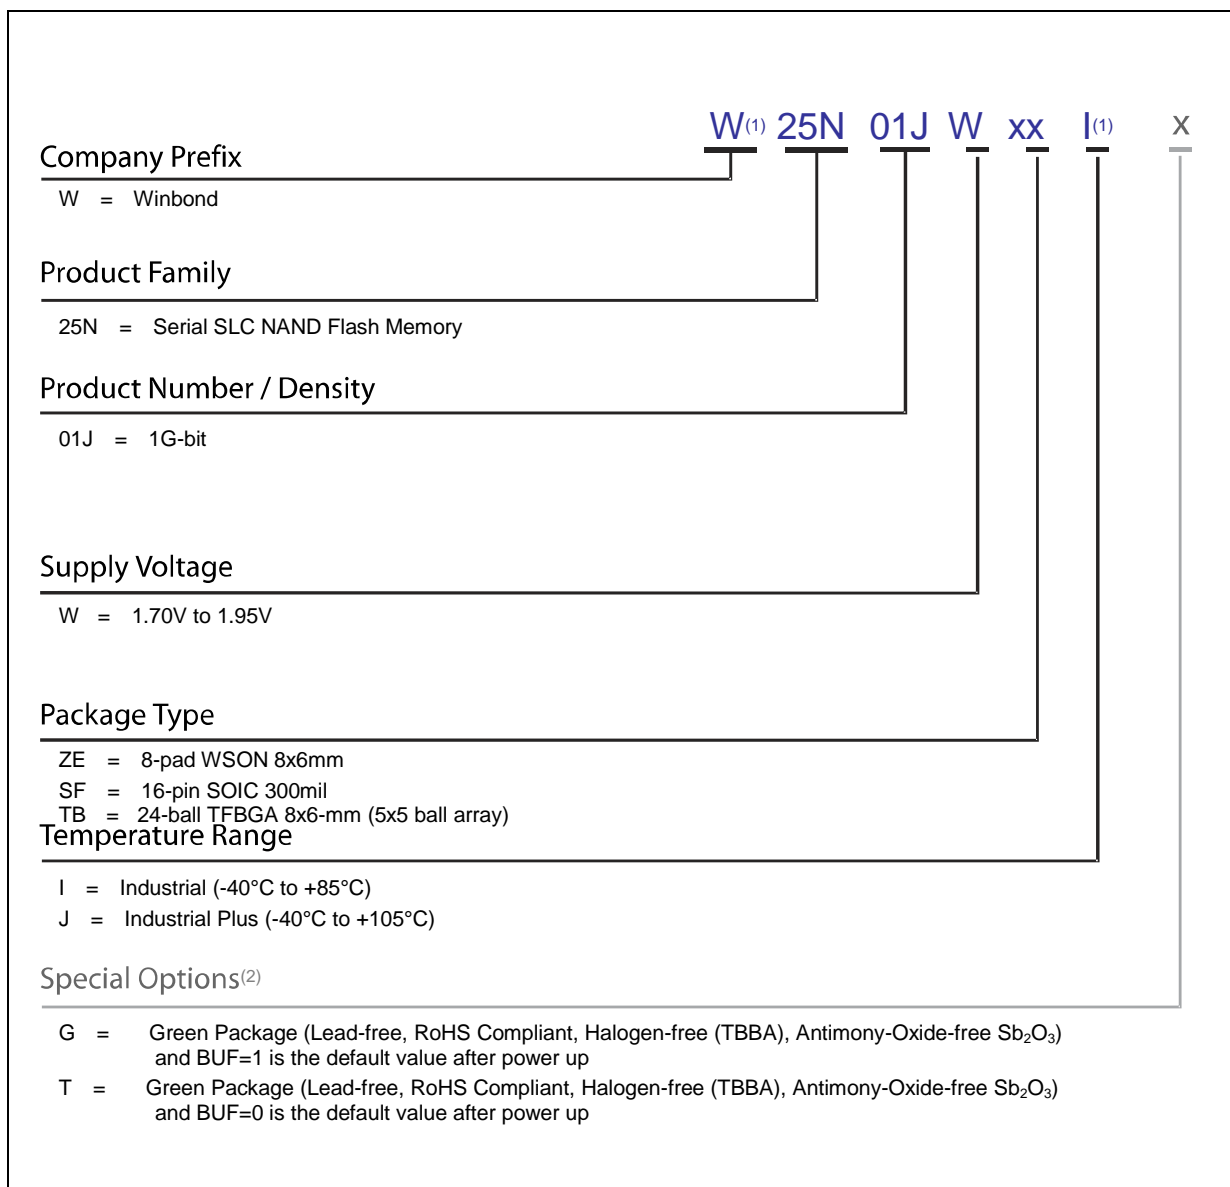 W(1) 25N 01J W xx I(1) x
Company Prefix
W = Winbond
Product Family
25N = Serial SLC NAND Flash Memory
Product Number / Density
01J = 1G-bit
Supply Voltage
W = 1.70V to 1.95V
Package Type
ZE = 8-pad WSON 8x6mm
SF = 16-pin SOIC 300mil
TB = 24-ball TFBGA 8x6-mm (5x5 ball array)
Temperature Range
I = Industrial (-40°C to +85°C)
J = Industrial Plus (-40°C to +105°C)
Special Options(2)
G = Green Package (Lead-free, RoHS Compliant, Halogen-free (TBBA), Antimony-Oxide-free Sb₂O₃)
and BUF=1 is the default value after power up
T = Green Package (Lead-free, RoHS Compliant, Halogen-free (TBBA), Antimony-Oxide-free Sb₂O₃)
and BUF=0 is the default value after power up